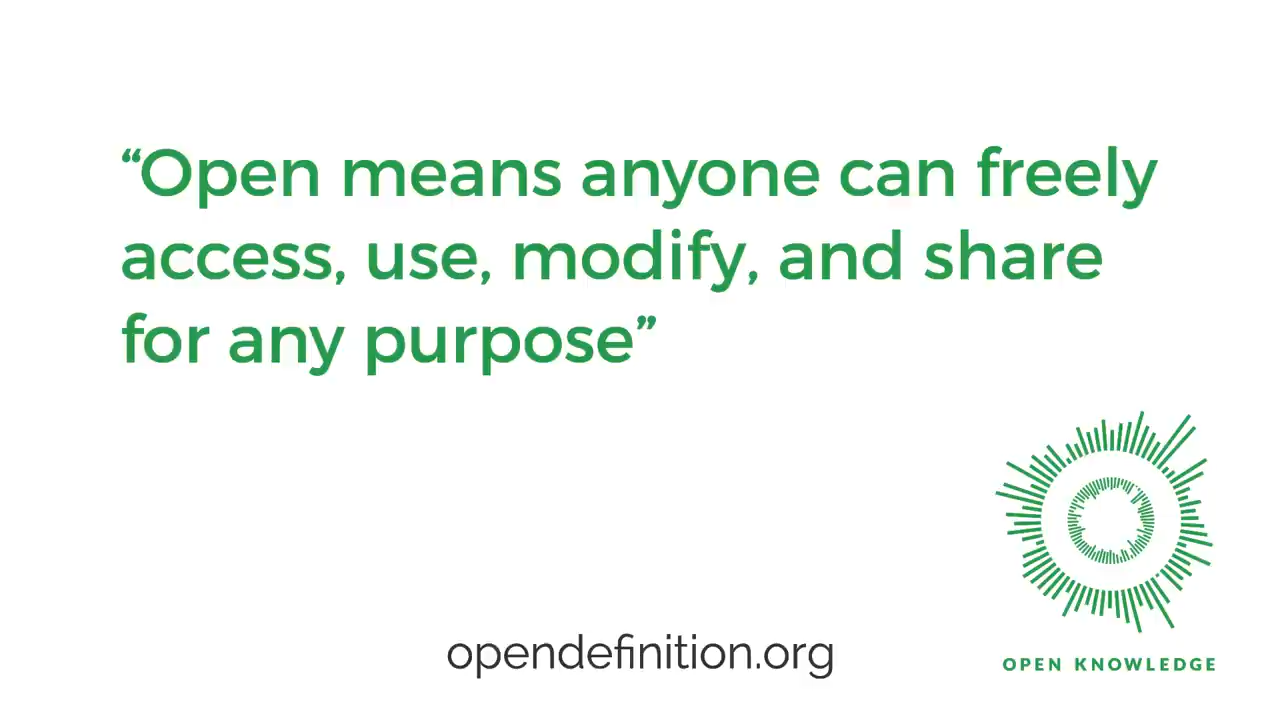 “Open means anyone can freely
access, use, modify, and share
for any purpose”
opendefinition.org
OPEN KNOWLEDGE